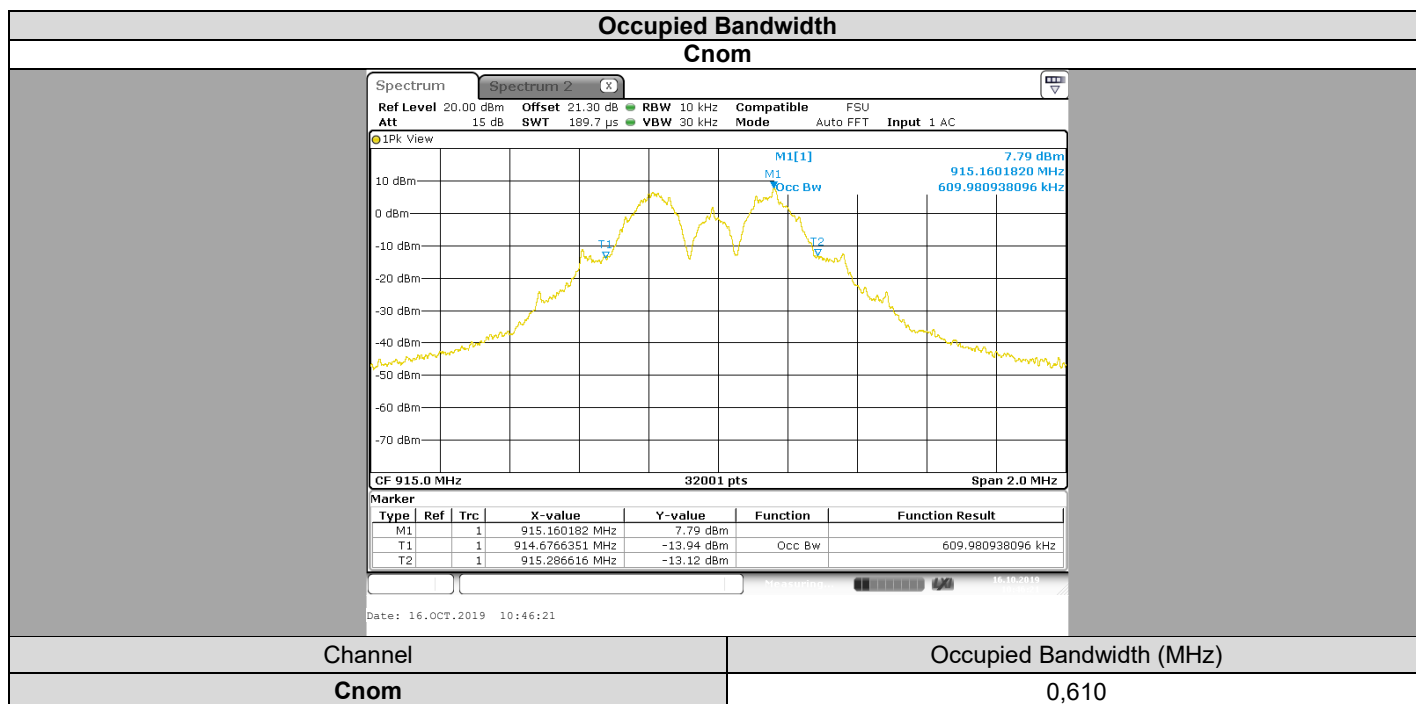 Occupied Bandwidth
Cnom
Spectrum Spectrum 2 X
Ref Level 20.00 dBm Offset 21.30 dB RBW 10 kHz Compatible FSU
Att 15 dB SWT 189.7 µs VBW 30 kHz Mode Auto FFT Input 1 AC
1Pk View
M1[1] 7.79 dBm
915.1601820 MHz
M1
Occ Bw 609.980938096 kHz
10 dBm
0 dBm
-10 dBm
T1 T2
-20 dBm
-30 dBm
-40 dBm
-50 dBm
-60 dBm
-70 dBm
CF 915.0 MHz 32001 pts Span 2.0 MHz
Marker
Type Ref Trc X-value Y-value Function Function Result
M1 1 915.160182 MHz 7.79 dBm
T1 1 914.6766351 MHz -13.94 dBm Occ Bw 609.980938096 kHz
T2 1 915.286616 MHz -13.12 dBm
Measuring... 16.10.2019
Date: 16.OCT.2019 10:46:21
Channel Occupied Bandwidth (MHz)
Cnom 0,610